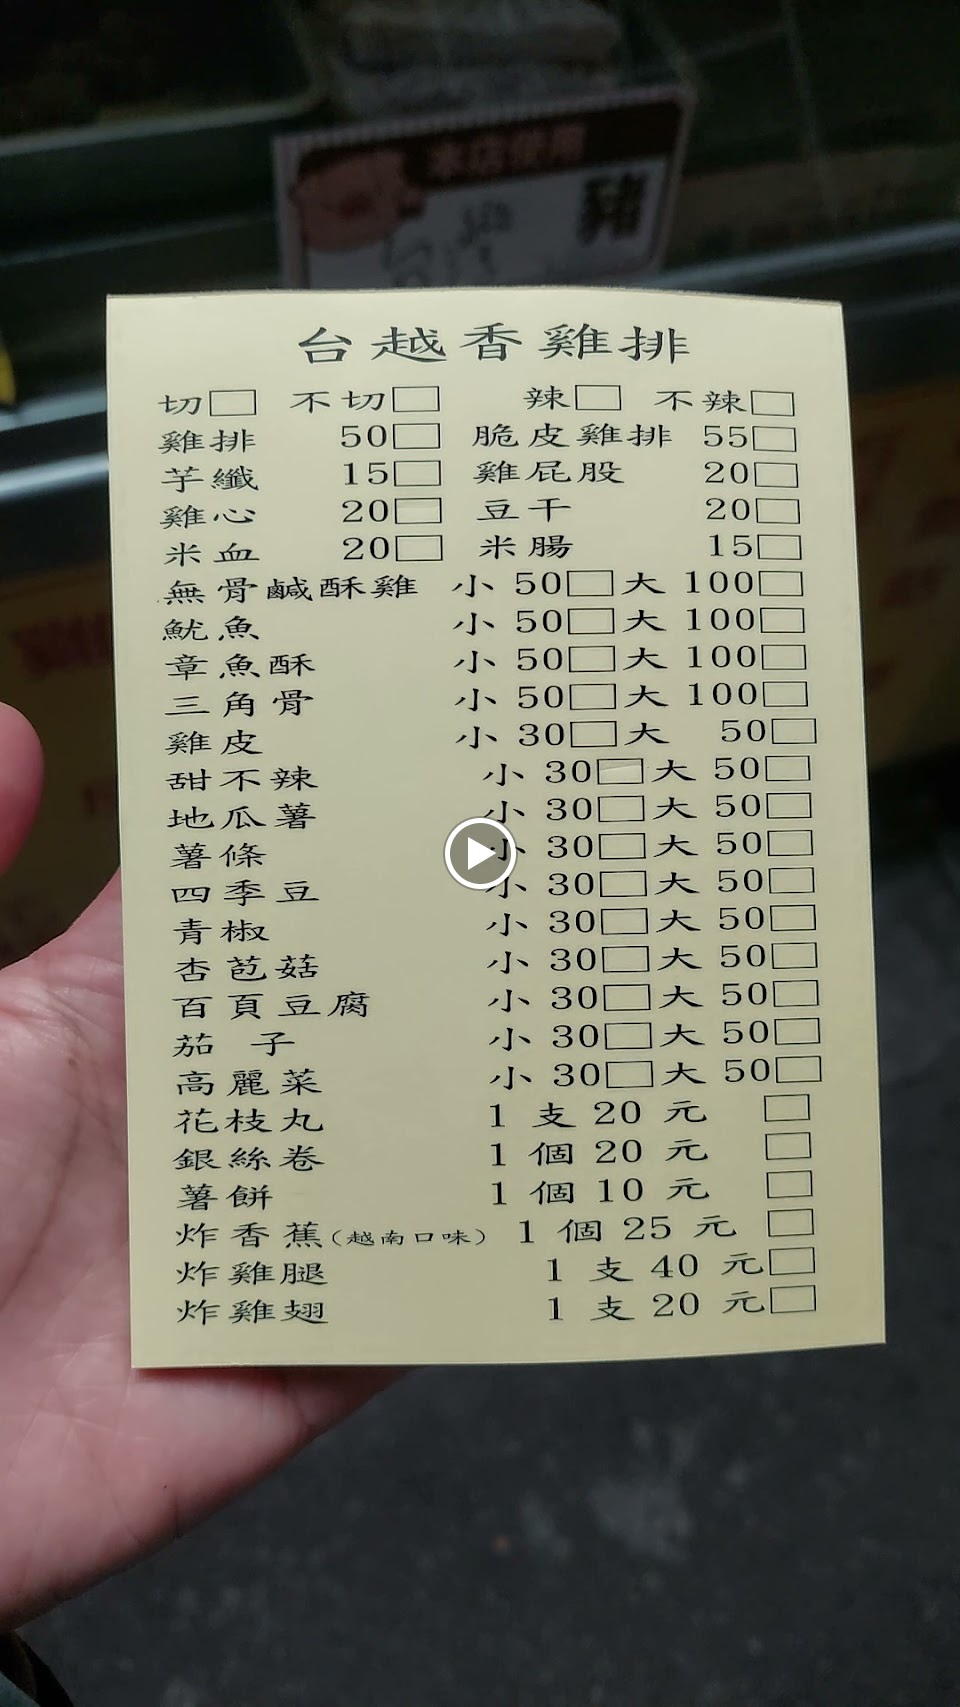 本店使用
豬
台越香雞排
切□ 不切□ 辣□ 不辣□
雞排 50□ 脆皮雞排 55□
芋纖 15□ 雞屁股 20□
雞心 20□ 豆干 20□
米血 20□ 米腸 15□
無骨鹹酥雞 小 50□大 100□
魷魚 小 50□大 100□
章魚酥 小 50□大 100□
三角骨 小 50□大 100□
雞皮 小 30□大 50□
甜不辣 小 30□大 50□
地瓜薯 小 30□大 50□
薯條 小 30□大 50□
四季豆 小 30□大 50□
青椒 小 30□大 50□
杏苞菇 小 30□大 50□
百頁豆腐 小 30□大 50□
茄 子 小 30□大 50□
高麗菜 小 30□大 50□
花枝丸 1 支 20 元 □
銀絲卷 1 個 20 元 □
薯餅 1 個 10 元 □
炸香蕉(越南口味) 1 個 25 元 □
炸雞腿 1 支 40 元□
炸雞翅 1 支 20 元□